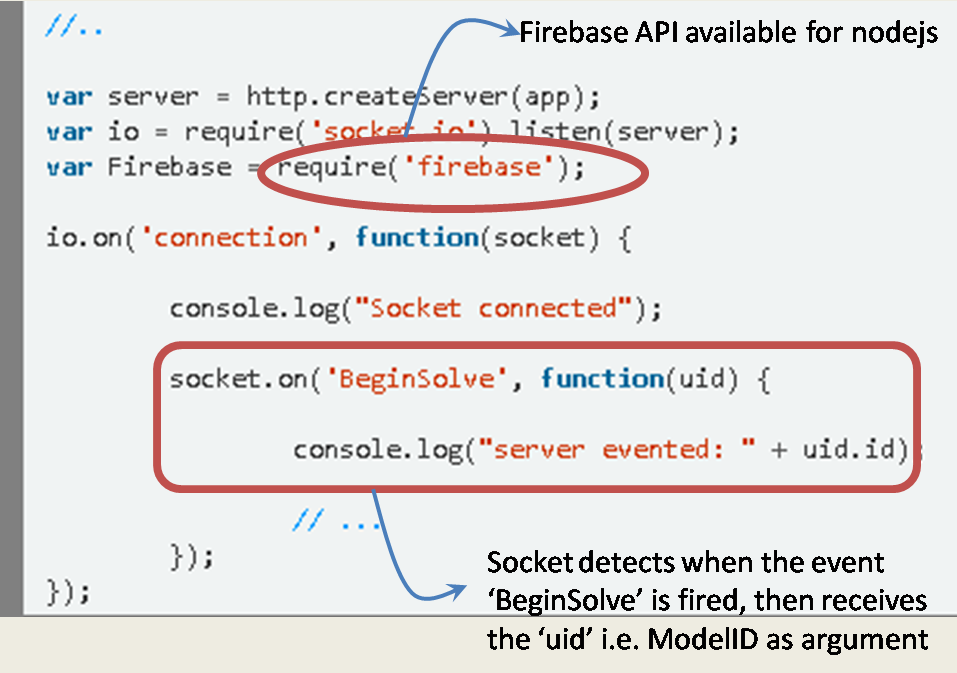 //..
Firebase API available for nodejs
var server = http.createServer(app);
var io = require('socket.io').listen(server);
var Firebase = require('firebase');
io.on('connection', function(socket) {
console.log("Socket connected");
socket.on('BeginSolve', function(uid) {
console.log("server evented: " + uid.id);
// ...
});
});
Socket detects when the event
‘BeginSolve’ is fired, then receives
the ‘uid’ i.e. ModelID as argument